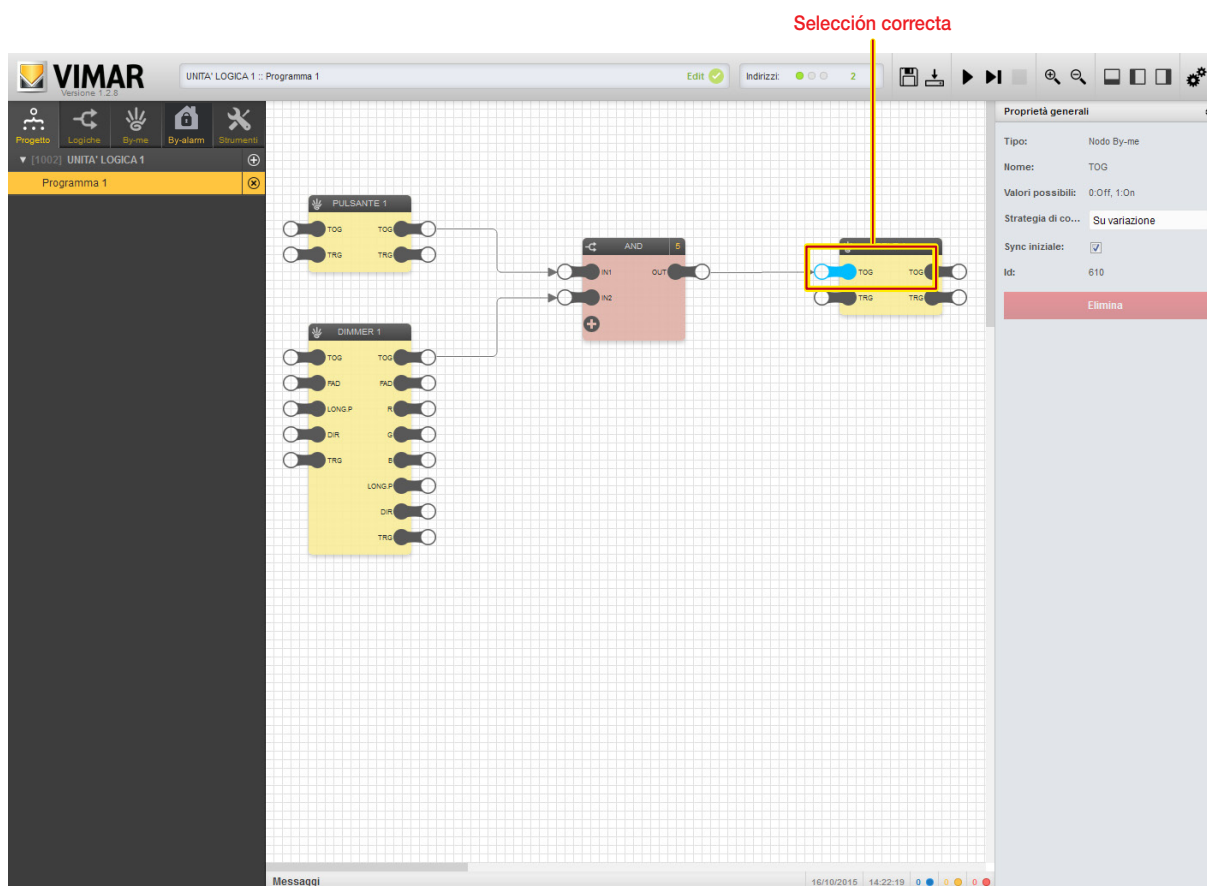 Selección correcta
VIMAR
Versione 1.2.8
UNITA' LOGICA 1 :: Programma 1
Edit
Indirizzi:
2
Progetto
Logiche
By-me
By-alarm
Strumenti
[1002] UNITA' LOGICA 1
Programma 1
PULSANTE 1
TOG TOG
TRG TRG
DIMMER 1
TOG TOG
FAD FAD
LONG.P R
DIR G
TRG B
LONG.P
DIR
TRG
AND 5
IN1 OUT
IN2
TOG TOG
TRG TRG
Proprietà generali
Tipo: Nodo By-me
Nome: TOG
Valori possibili: 0:Off, 1:On
Strategia di co... Su variazione
Sync iniziale:
Id: 610
Elimina
Messaggi
16/10/2015 14:22:19 0 0 0